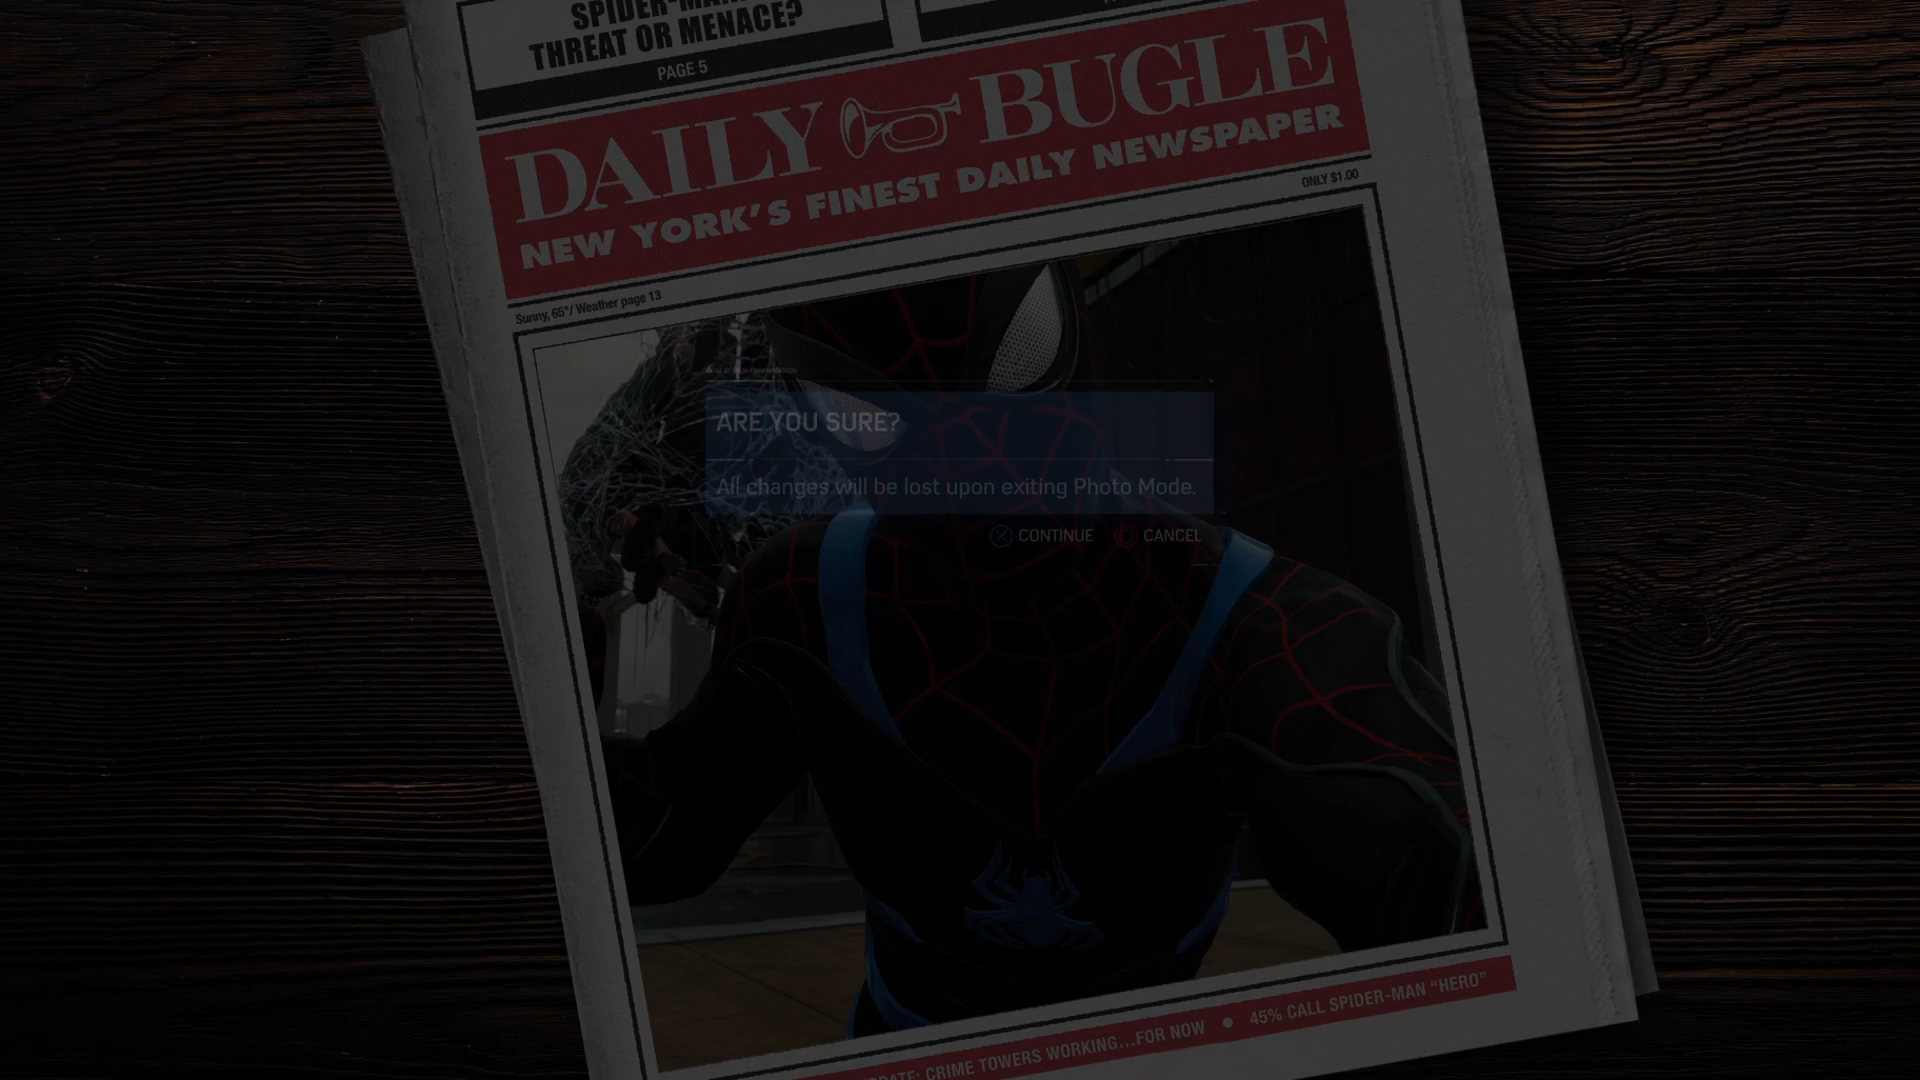 THREAT OR MENACE?
PAGE 5
DAILY BUGLE
NEW YORK'S FINEST DAILY NEWSPAPER
ONLY $1.00
Sunny, 65°/ Weather page 13
ARE YOU SURE?
All changes will be lost upon exiting Photo Mode.
CONTINUE
CANCEL
CRIME TOWERS WORKING...FOR NOW ● 45% CALL SPIDER-MAN “HERO”